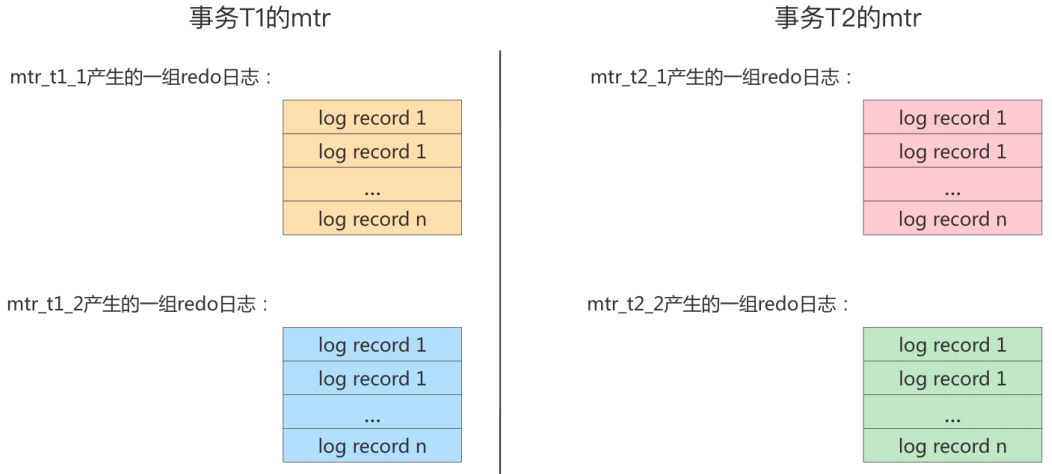 事务T1的mtr
mtr_t1_1产生的一组redo日志：
log record 1
log record 1
...
log record n
mtr_t1_2产生的一组redo日志：
log record 1
log record 1
...
log record n
事务T2的mtr
mtr_t2_1产生的一组redo日志：
log record 1
log record 1
...
log record n
mtr_t2_2产生的一组redo日志：
log record 1
log record 1
...
log record n